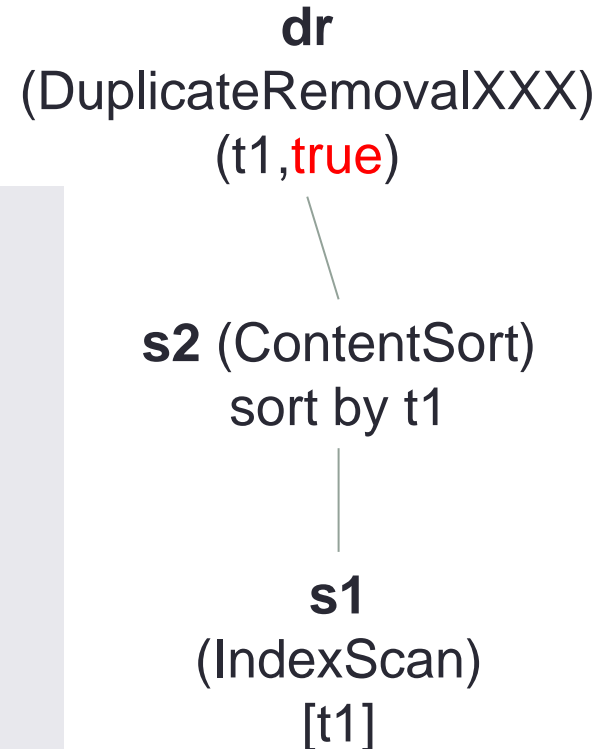 dr
(DuplicateRemovalXXX)
(t1,true)
s2 (ContentSort)
sort by t1
s1
(IndexScan)
[t1]